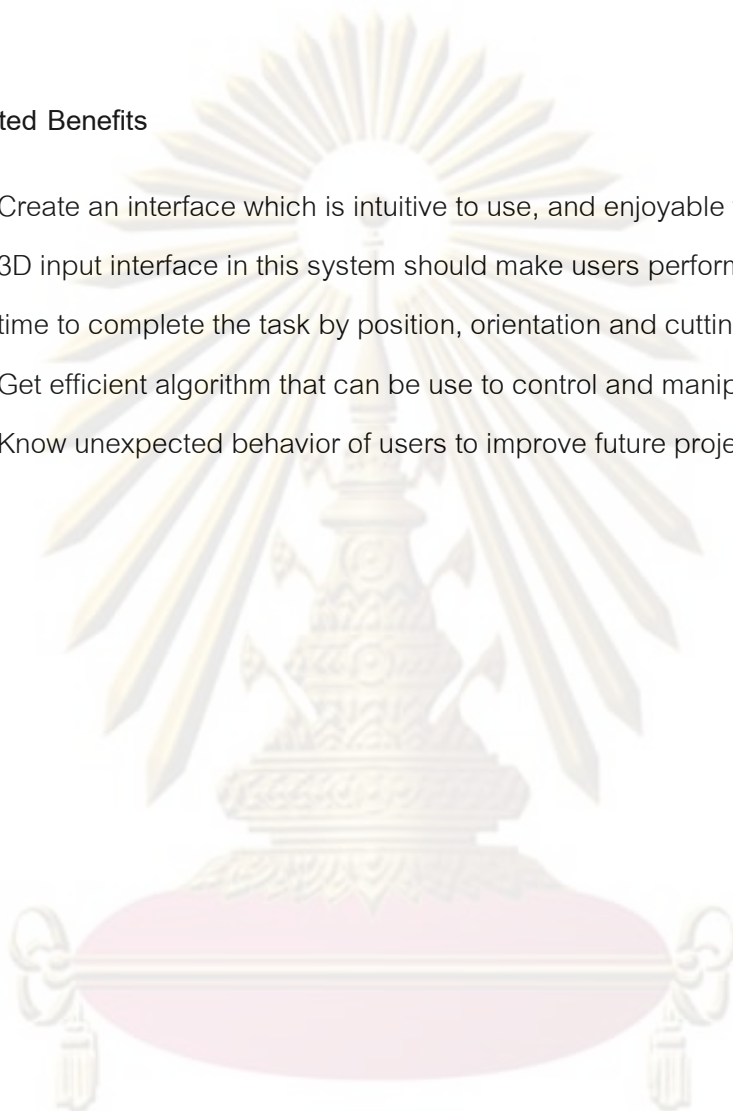 ted Benefits
Create an interface which is intuitive to use, and enjoyable
3D input interface in this system should make users perform
time to complete the task by position, orientation and cuttin
Get efficient algorithm that can be use to control and manip
Know unexpected behavior of users to improve future proje